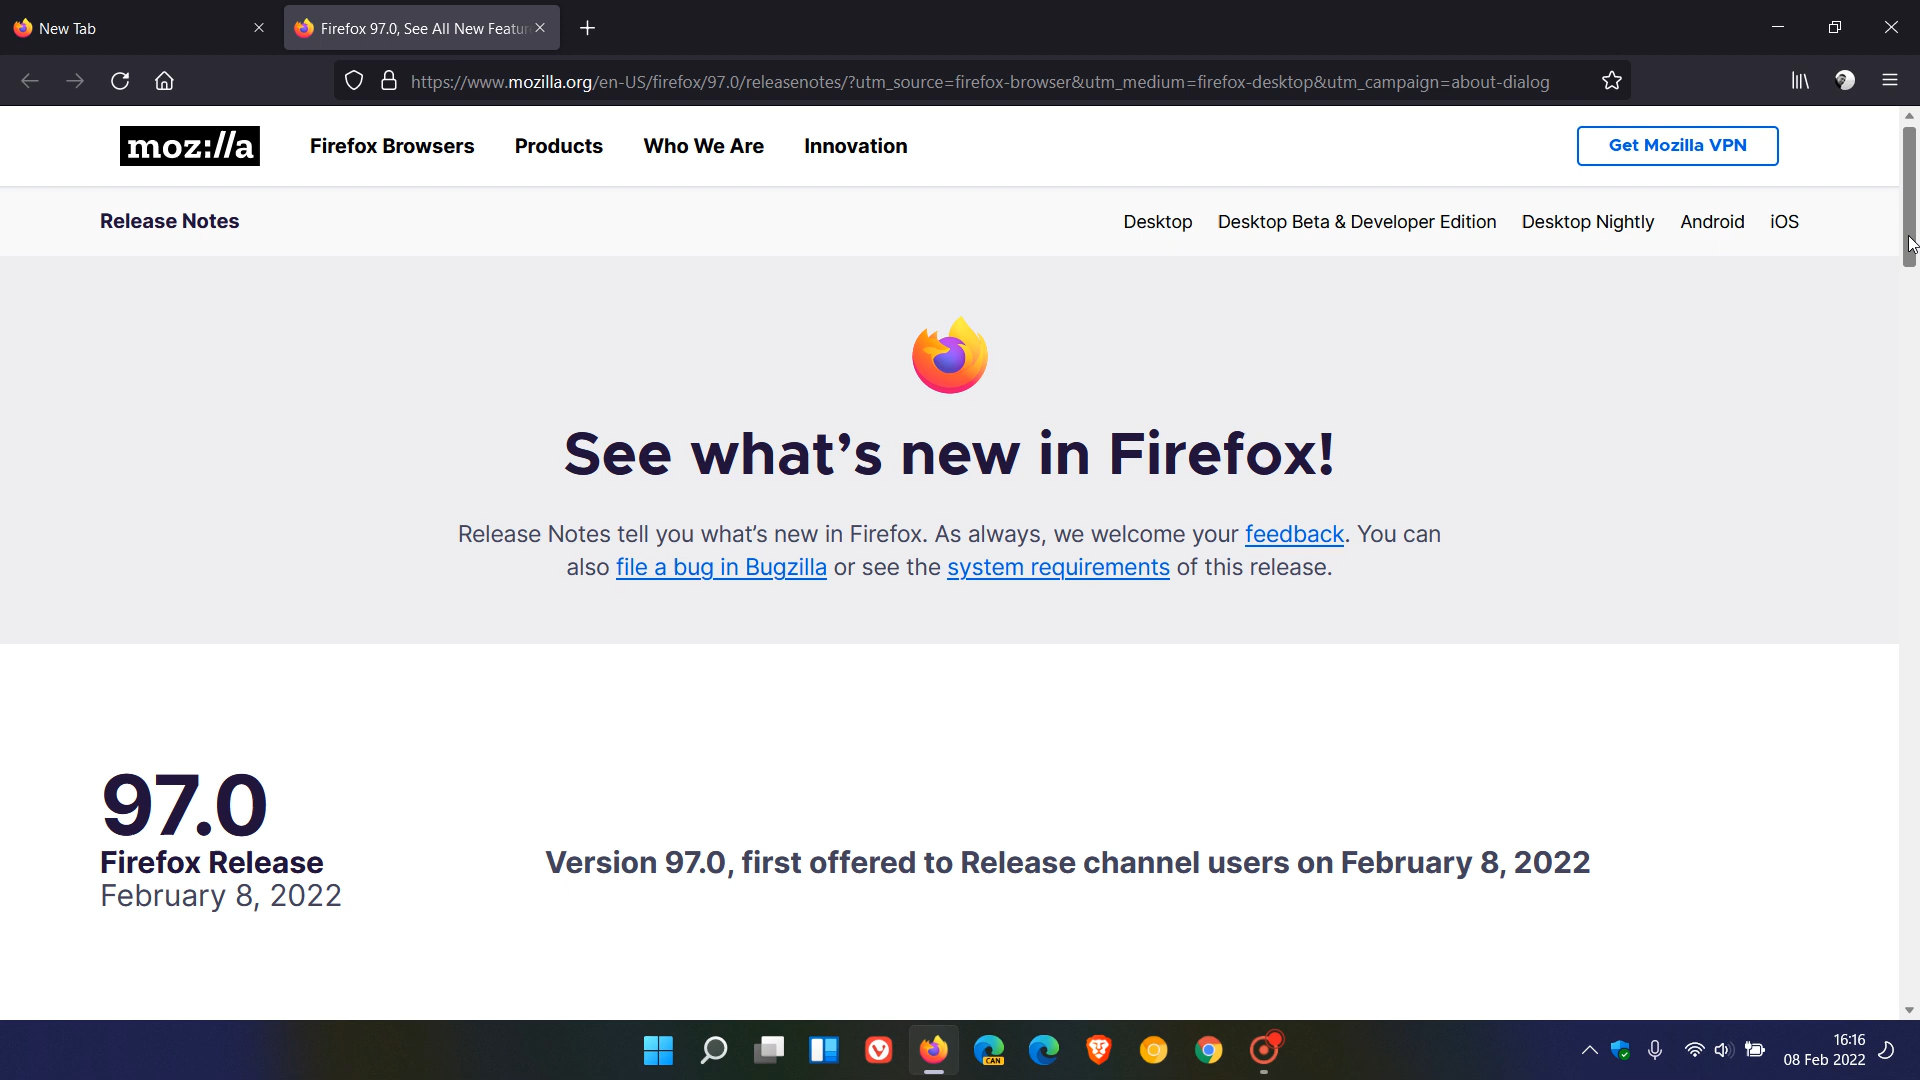 New Tab
Firefox 97.0, See All New Featur
https://www.mozilla.org/en-US/firefox/97.0/releasenotes/?utm_source=firefox-browser&utm_medium=firefox-desktop&utm_campaign=about-dialog
moz://a
Firefox Browsers
Products
Who We Are
Innovation
Get Mozilla VPN
Release Notes
Desktop
Desktop Beta & Developer Edition
Desktop Nightly
Android
iOS
See what’s new in Firefox!
Release Notes tell you what’s new in Firefox. As always, we welcome your feedback. You can
also file a bug in Bugzilla or see the system requirements of this release.
97.0
Firefox Release
February 8, 2022
Version 97.0, first offered to Release channel users on February 8, 2022
CAN
16:16
08 Feb 2022